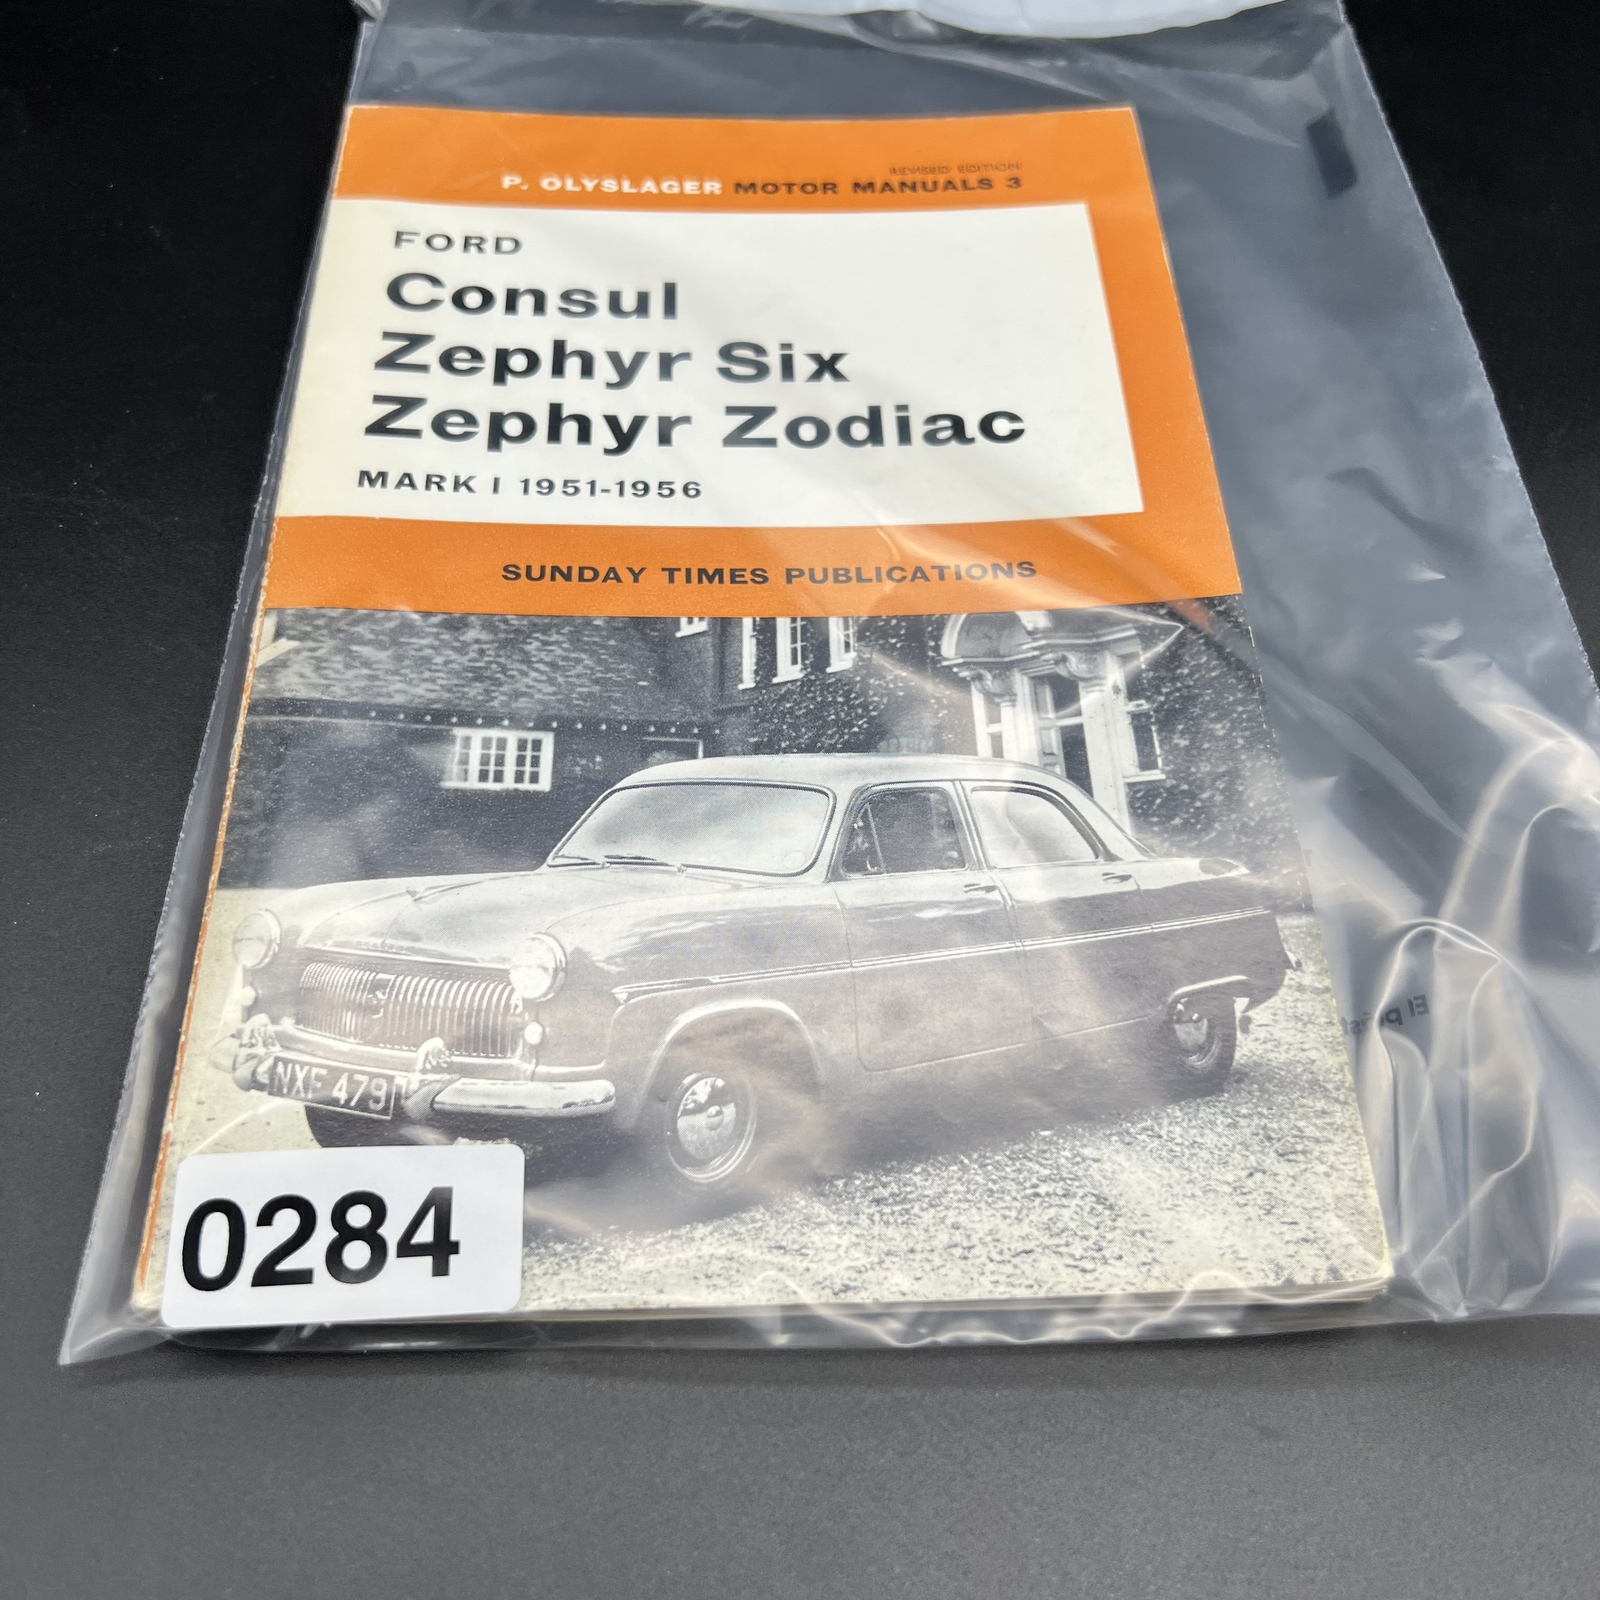 REVISED EDITION
P. OLYSLAGER MOTOR MANUALS 3
FORD
Consul
Zephyr Six
Zephyr Zodiac
MARK I 1951-1956
SUNDAY TIMES PUBLICATIONS
NXF 479
0284
El